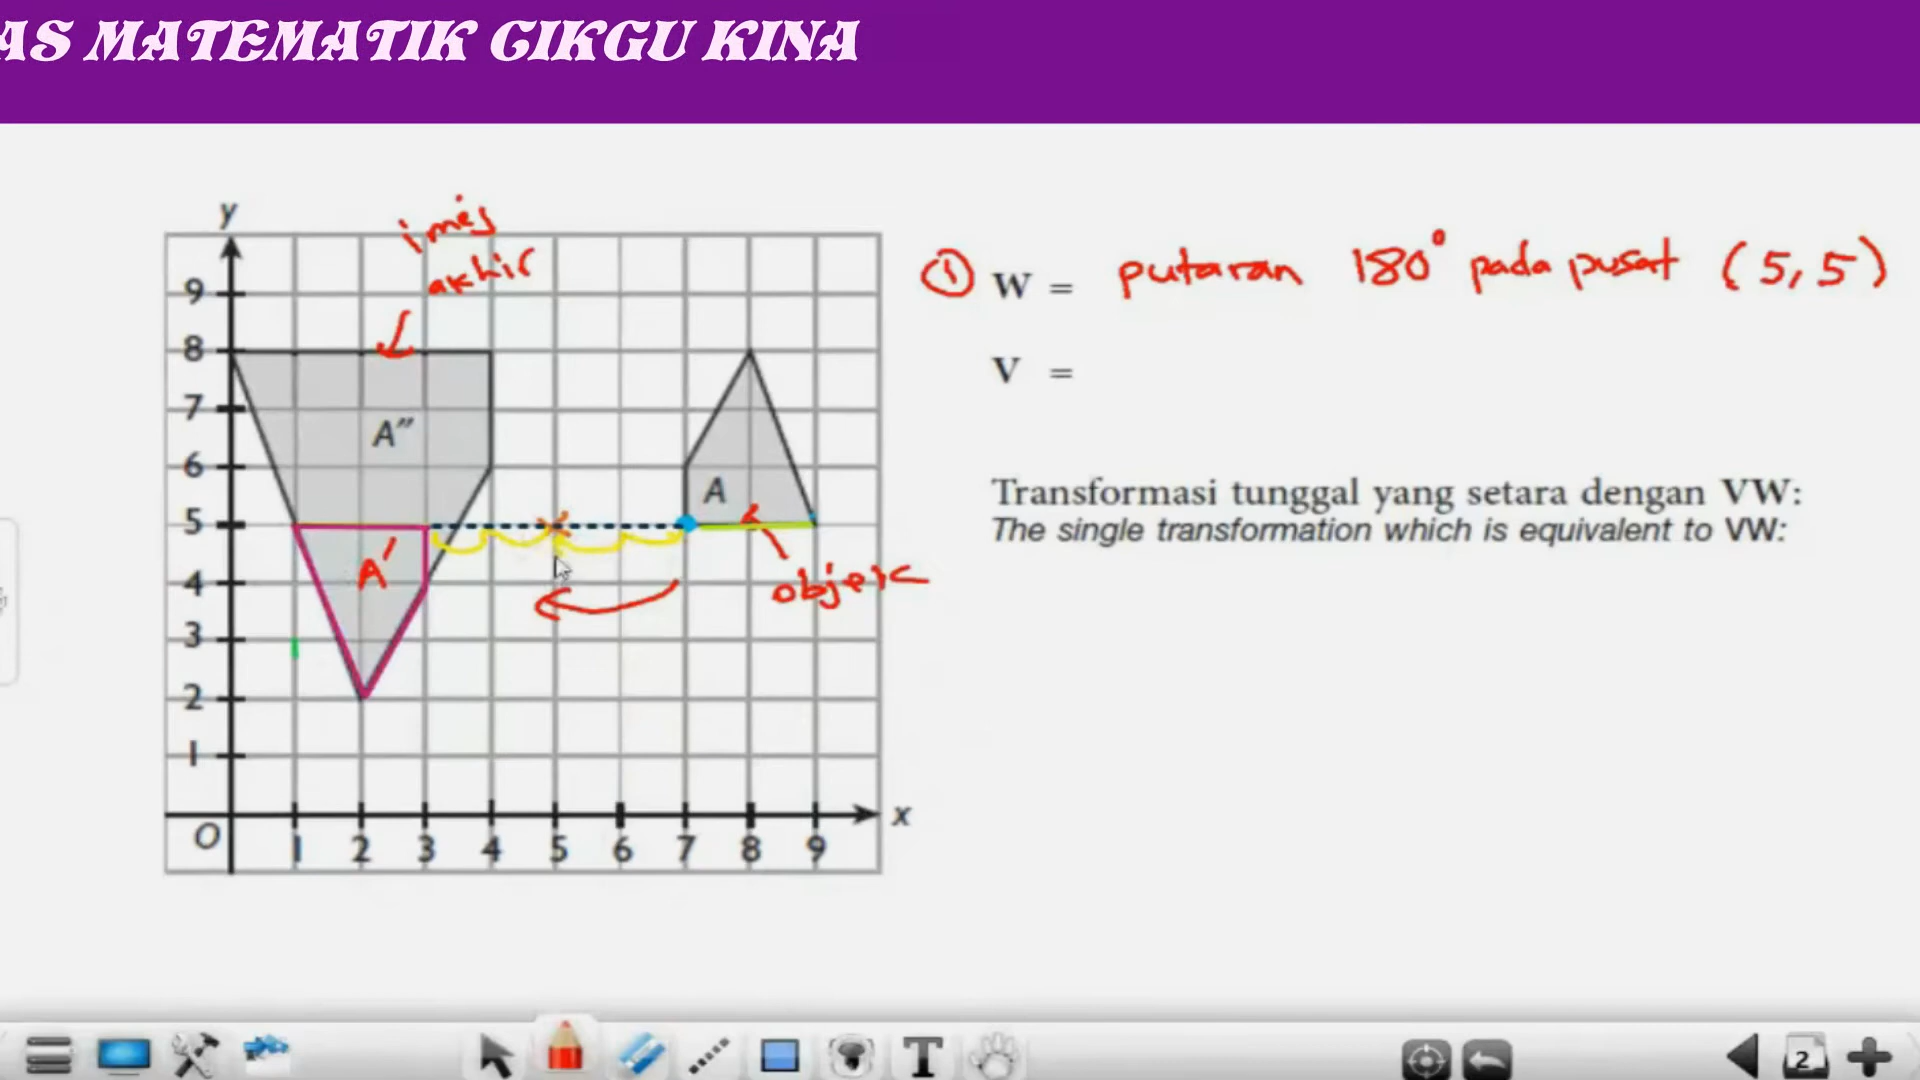 AS MATEMATIK CIKGU KINA
y
imej
akhir
① W = putaran 180° pada pusat (5,5)
V =
9
8
7
6
5
4
3
2
1
A″
A
A′
objek
Transformasi tunggal yang setara dengan VW:
The single transformation which is equivalent to VW:
O
1 2 3 4 5 6 7 8 9
x
T
2